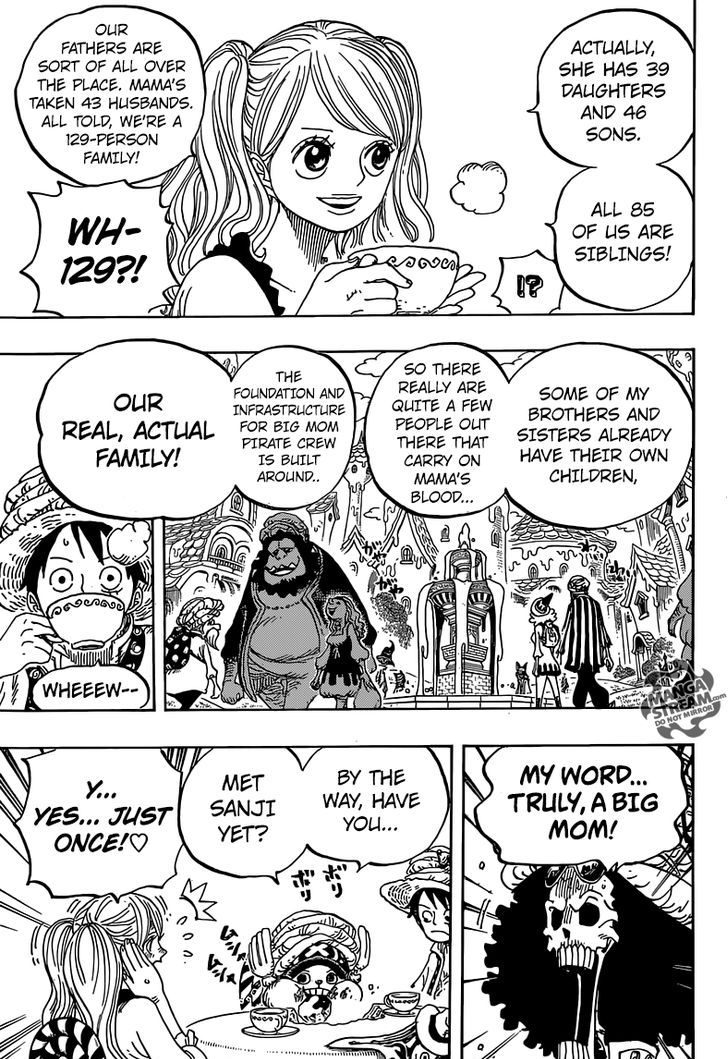 ACTUALLY,
SHE HAS 39
DAUGHTERS
AND 46
SONS.
ALL 85
OF US ARE
SIBLINGS!
!?
OUR
FATHERS ARE
SORT OF ALL OVER
THE PLACE. MAMA'S
TAKEN 43 HUSBANDS.
ALL TOLD, WE'RE A
129-PERSON
FAMILY!
WH-
129?!
SOME OF MY
BROTHERS AND
SISTERS ALREADY
HAVE THEIR OWN
CHILDREN,
SO THERE
REALLY ARE
QUITE A FEW
PEOPLE OUT
THERE THAT
CARRY ON
MAMA'S
BLOOD...
THE
FOUNDATION AND
INFRASTRUCTURE
FOR BIG MOM
PIRATE CREW
IS BUILT
AROUND..
OUR
REAL, ACTUAL
FAMILY!
WHEEEW--
MANGA
STREAM.com
DO NOT MIRROR
MY WORD...
TRULY, A BIG
MOM!
BY THE
WAY, HAVE
YOU...
MET
SANJI
YET?
ボリ
ボリ
Y...
YES... JUST
ONCE!♡